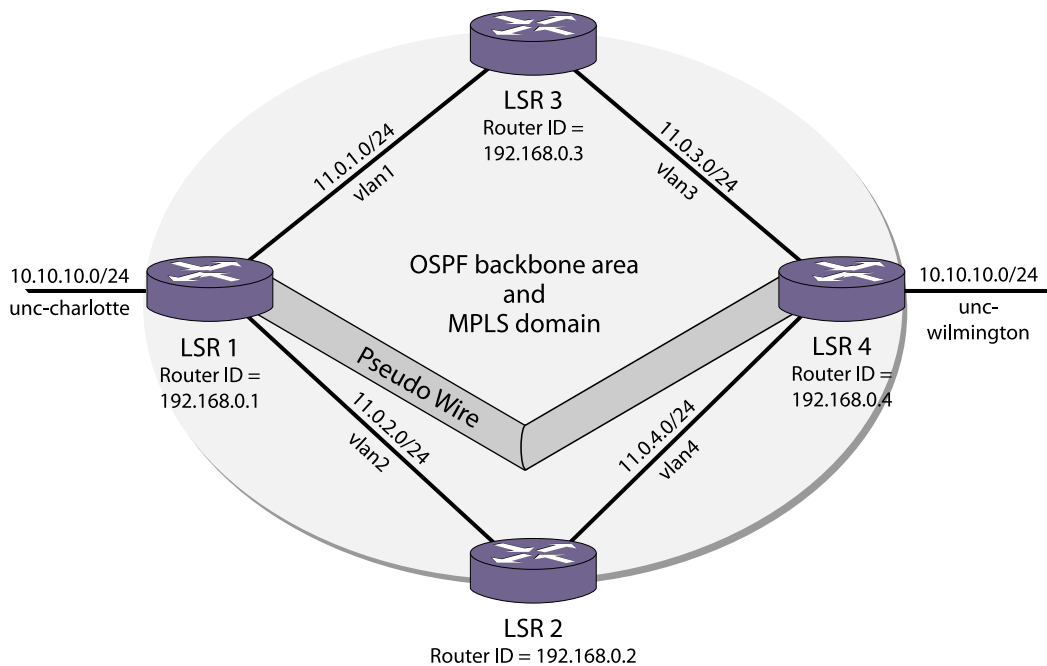 LSR 3
Router ID =
192.168.0.3
11.0.1.0/24
vlan1
11.0.3.0/24
vlan3
10.10.10.0/24
unc-charlotte
OSPF backbone area
and
MPLS domain
10.10.10.0/24
unc-
wilmington
LSR 1
Router ID =
192.168.0.1
Pseudo Wire
LSR 4
Router ID =
192.168.0.4
11.0.2.0/24
vlan2
11.0.4.0/24
vlan4
LSR 2
Router ID = 192.168.0.2